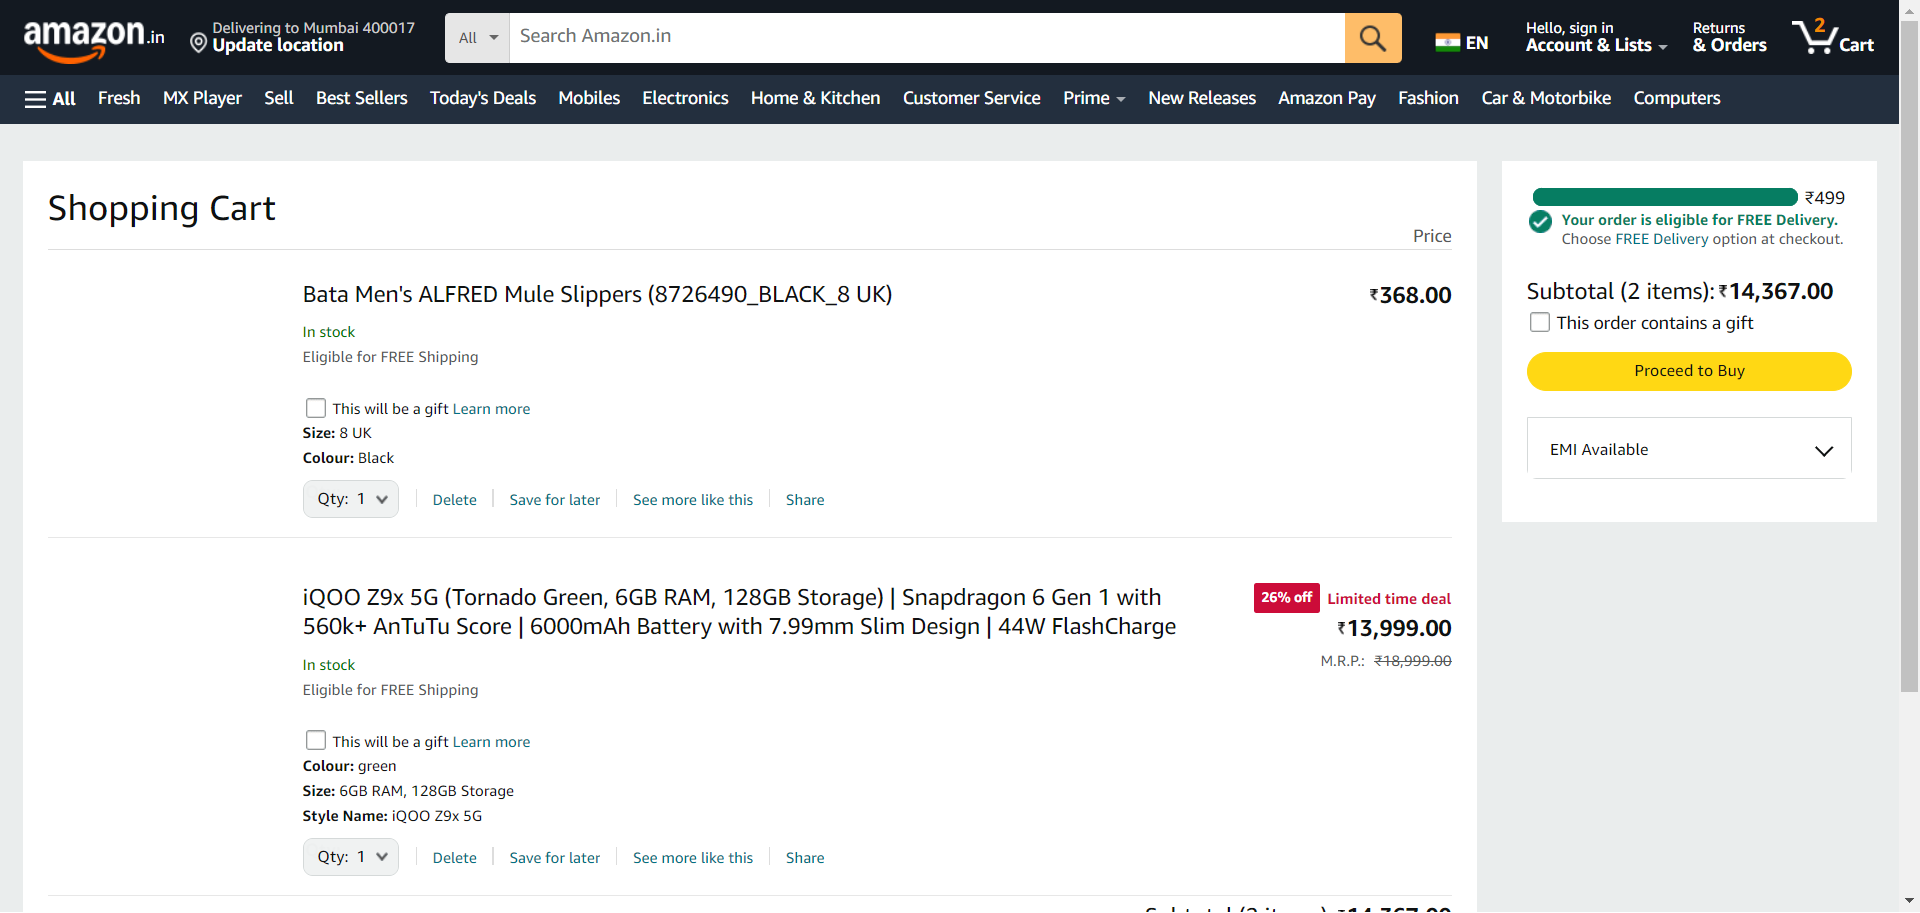 amazon.in
Delivering to Mumbai 400017
Update location
All
Search Amazon.in
EN
Hello, sign in
Account & Lists
Returns
& Orders
2
Cart
All
Fresh
MX Player
Sell
Best Sellers
Today's Deals
Mobiles
Electronics
Home & Kitchen
Customer Service
Prime
New Releases
Amazon Pay
Fashion
Car & Motorbike
Computers
Shopping Cart
Price
Bata Men's ALFRED Mule Slippers (8726490_BLACK_8 UK)
₹368.00
In stock
Eligible for FREE Shipping
This will be a gift Learn more
Size: 8 UK
Colour: Black
Qty: 1
Delete
Save for later
See more like this
Share
iQOO Z9x 5G (Tornado Green, 6GB RAM, 128GB Storage) | Snapdragon 6 Gen 1 with
560k+ AnTuTu Score | 6000mAh Battery with 7.99mm Slim Design | 44W FlashCharge
26% off Limited time deal
₹13,999.00
M.R.P.: ₹18,999.00
In stock
Eligible for FREE Shipping
This will be a gift Learn more
Colour: green
Size: 6GB RAM, 128GB Storage
Style Name: iQOO Z9x 5G
Qty: 1
Delete
Save for later
See more like this
Share
Subtotal (2 items): ₹14,367.00
₹499
Your order is eligible for FREE Delivery.
Choose FREE Delivery option at checkout.
Subtotal (2 items): ₹14,367.00
This order contains a gift
Proceed to Buy
EMI Available